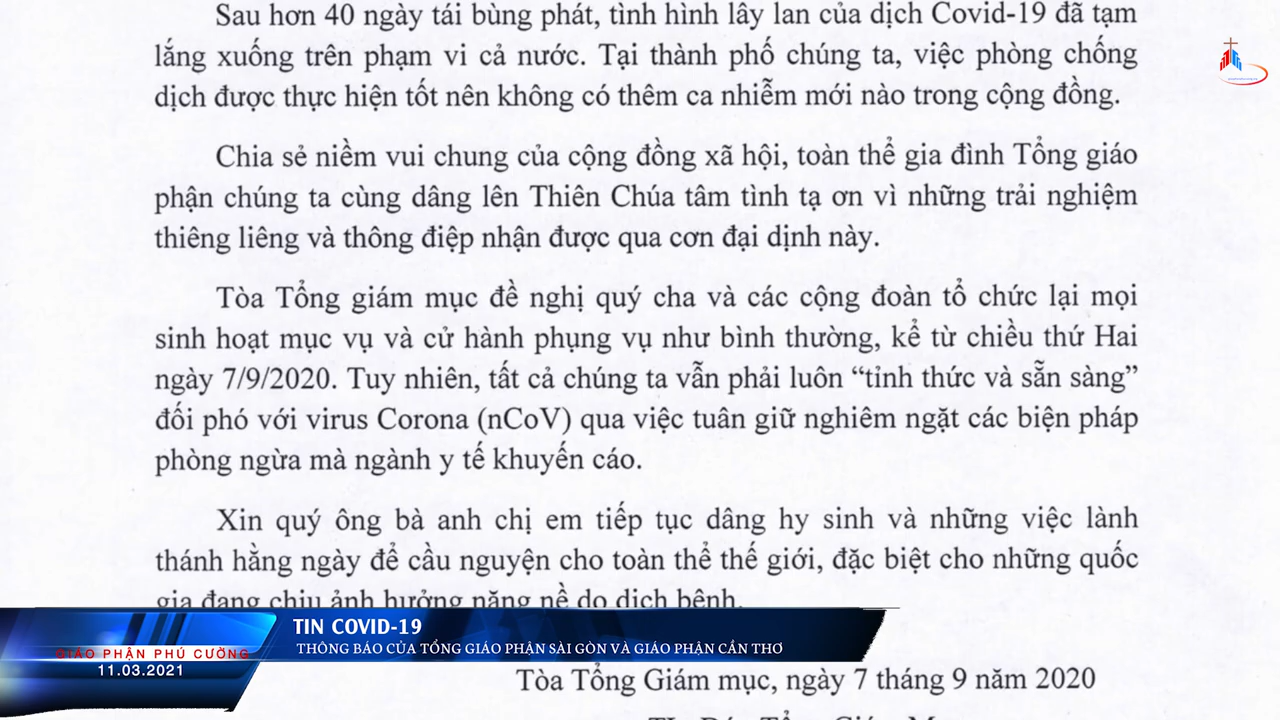 Sau hơn 40 ngày tái bùng phát, tình hình lây lan của dịch Covid-19 đã tạm
lắng xuống trên phạm vi cả nước. Tại thành phố chúng ta, việc phòng chống
dịch được thực hiện tốt nên không có thêm ca nhiễm mới nào trong cộng đồng.
Chia sẻ niềm vui chung của cộng đồng xã hội, toàn thể gia đình Tổng giáo
phận chúng ta cùng dâng lên Thiên Chúa tâm tình tạ ơn vì những trải nghiệm
thiêng liêng và thông điệp nhận được qua cơn đại dịnh này.
Tòa Tổng giám mục đề nghị quý cha và các cộng đoàn tổ chức lại mọi
sinh hoạt mục vụ và cử hành phụng vụ như bình thường, kể từ chiều thứ Hai
ngày 7/9/2020. Tuy nhiên, tất cả chúng ta vẫn phải luôn “tỉnh thức và sẵn sàng”
đối phó với virus Corona (nCoV) qua việc tuân giữ nghiêm ngặt các biện pháp
phòng ngừa mà ngành y tế khuyến cáo.
Xin quý ông bà anh chị em tiếp tục dâng hy sinh và những việc lành
thánh hằng ngày để cầu nguyện cho toàn thể thế giới, đặc biệt cho những quốc
gia đang chịu ảnh hưởng nặng nề do dịch bệnh.
TIN COVID-19
THÔNG BÁO CỦA TỔNG GIÁO PHẬN SÀI GÒN VÀ GIÁO PHẬN CẦN THƠ
GIÁO PHẬN PHÚ CƯỜNG
11.03.2021
Tòa Tổng Giám mục, ngày 7 tháng 9 năm 2020